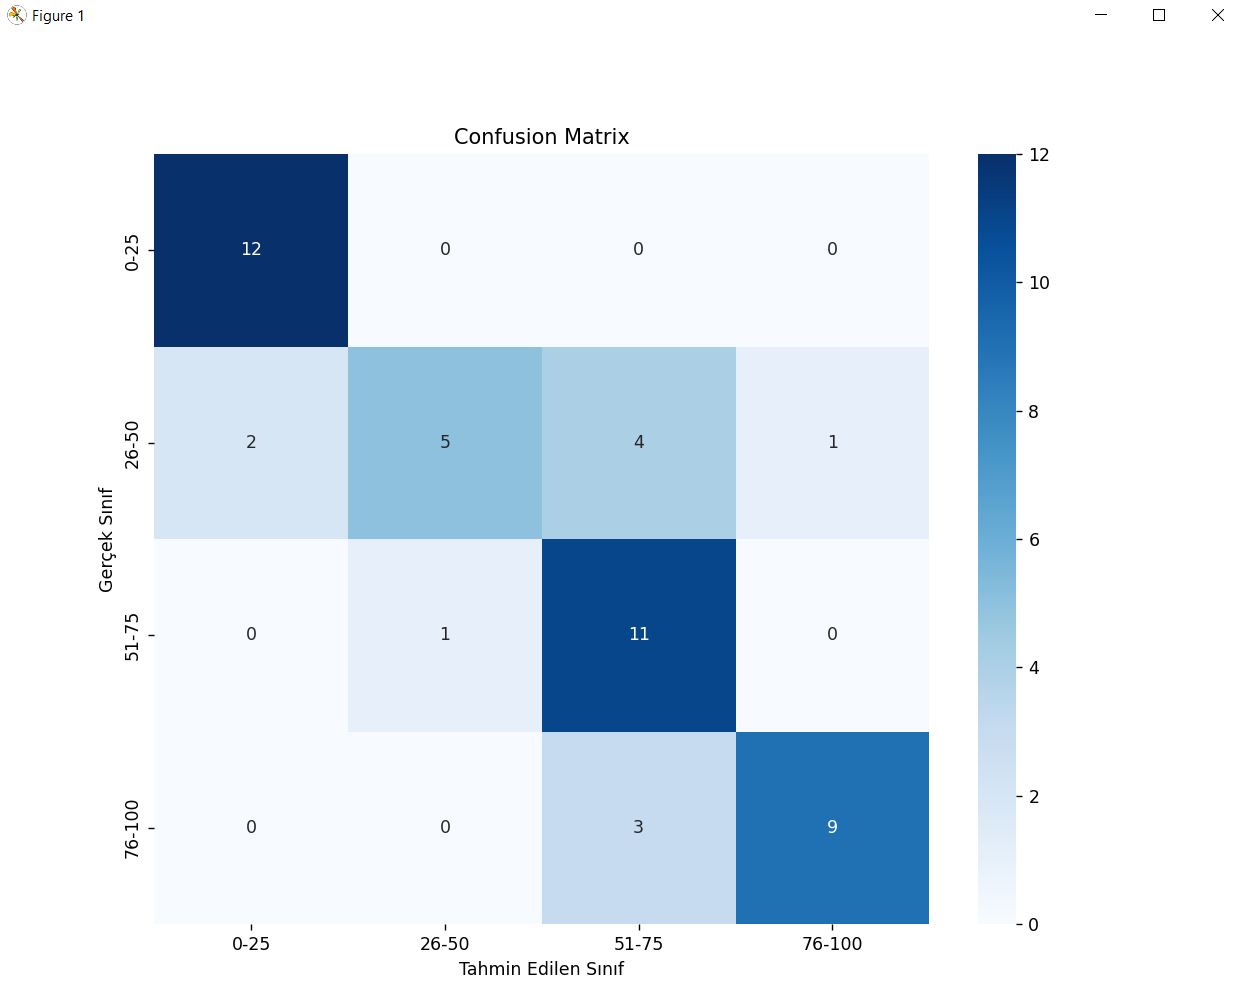 Figure 1
Confusion Matrix
Gerçek Sınıf
0-25
12 0 0 0
26-50
2 5 4 1
51-75
0 1 11 0
76-100
0 0 3 9
0-25 26-50 51-75 76-100
Tahmin Edilen Sınıf
12
10
8
6
4
2
0